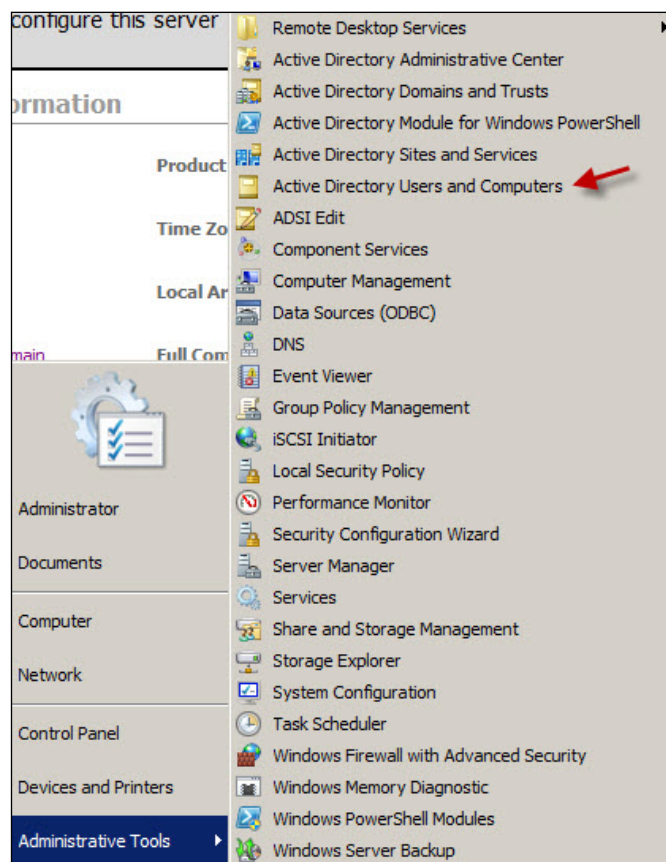 configure this server
ormation
Product
Time Zo
Local Ar
main
Full Com
Administrator
Documents
Computer
Network
Control Panel
Devices and Printers
Administrative Tools
Remote Desktop Services
Active Directory Administrative Center
Active Directory Domains and Trusts
Active Directory Module for Windows PowerShell
Active Directory Sites and Services
Active Directory Users and Computers
ADSI Edit
Component Services
Computer Management
Data Sources (ODBC)
DNS
Event Viewer
Group Policy Management
iSCSI Initiator
Local Security Policy
Performance Monitor
Security Configuration Wizard
Server Manager
Services
Share and Storage Management
Storage Explorer
System Configuration
Task Scheduler
Windows Firewall with Advanced Security
Windows Memory Diagnostic
Windows PowerShell Modules
Windows Server Backup